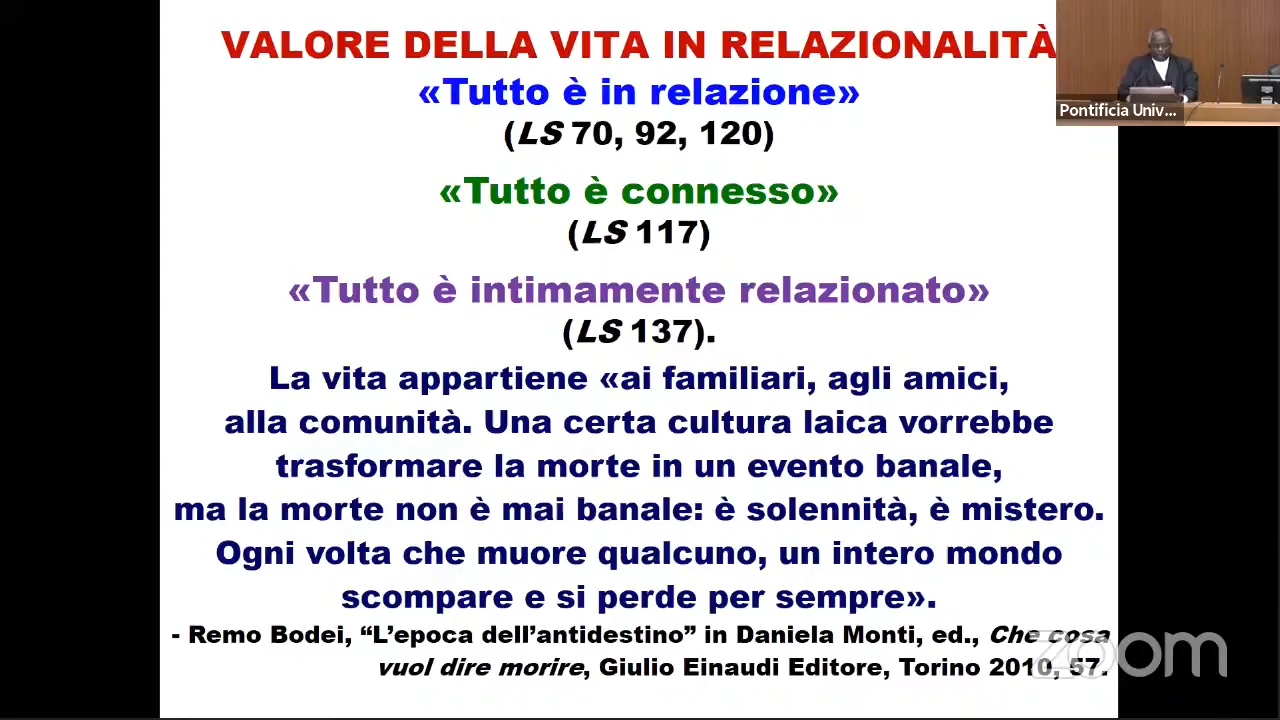 VALORE DELLA VITA IN RELAZIONALITÀ
«Tutto è in relazione»
(LS 70, 92, 120)
«Tutto è connesso»
(LS 117)
«Tutto è intimamente relazionato»
(LS 137).
La vita appartiene «ai familiari, agli amici,
alla comunità. Una certa cultura laica vorrebbe
trasformare la morte in un evento banale,
ma la morte non è mai banale: è solennità, è mistero.
Ogni volta che muore qualcuno, un intero mondo
scompare e si perde per sempre».
- Remo Bodei, “L’epoca dell’antidestino” in Daniela Monti, ed., Che cosa
vuol dire morire, Giulio Einaudi Editore, Torino 2010, 57.
Pontificia Univ...
zoom